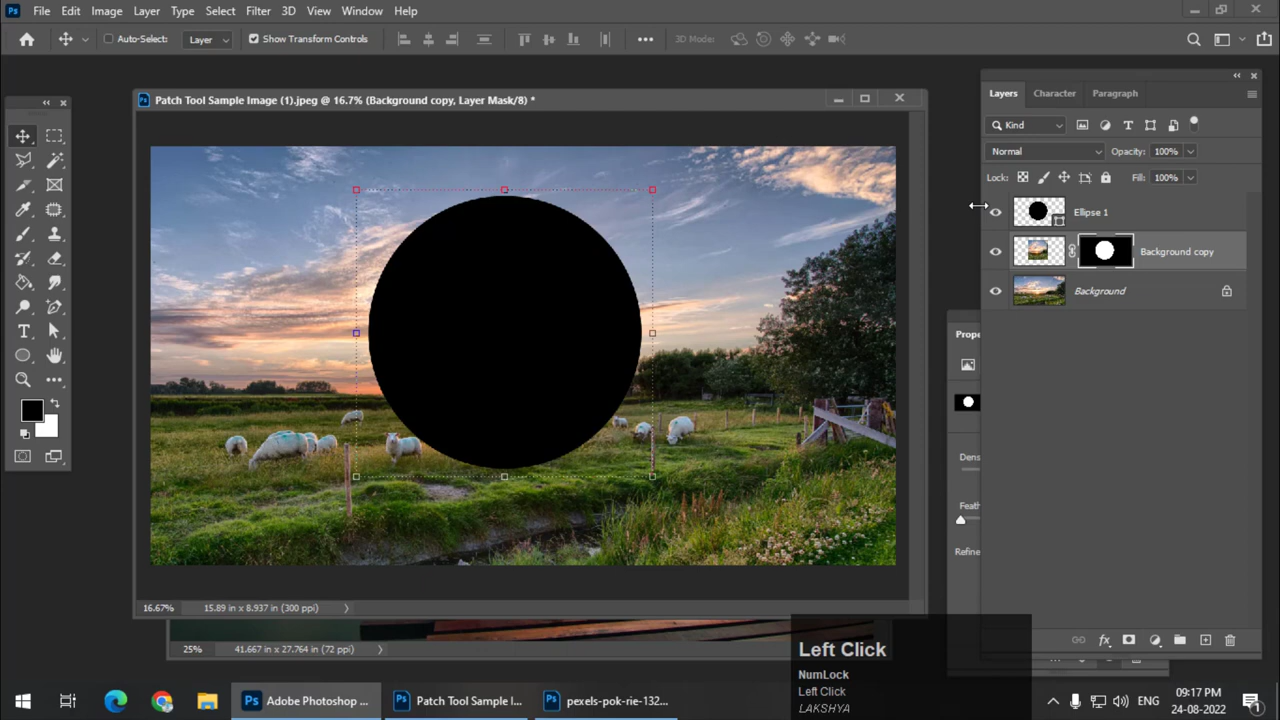 Ps File Edit Image Layer Type Select Filter 3D View Window Help
Auto-Select: Layer Show Transform Controls ••• 3D Mode:
Patch Tool Sample Image (1).jpeg @ 16.7% (Background copy, Layer Mask/8) *
Layers Character Paragraph
Kind
Normal Opacity: 100%
Lock: Fill: 100%
Ellipse 1
Background copy
Background
Prope
Dens
Feath
Refine
16.67% 15.89 in x 8.937 in (300 ppi)
25% 41.667 in x 27.764 in (72 ppi)
Left Click
NumLock
Left Click
LAKSHYA
Adobe Photoshop ... Patch Tool Sample I... pexels-pok-rie-132...
ENG
09:17 PM
24-08-2022
1